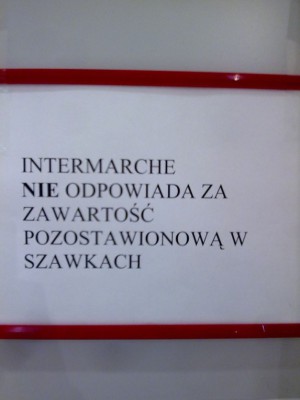 INTERMARCHE
NIE ODPOWIADA ZA
ZAWARTOŚĆ
POZOSTAWIONOWĄ W
SZAWKACH